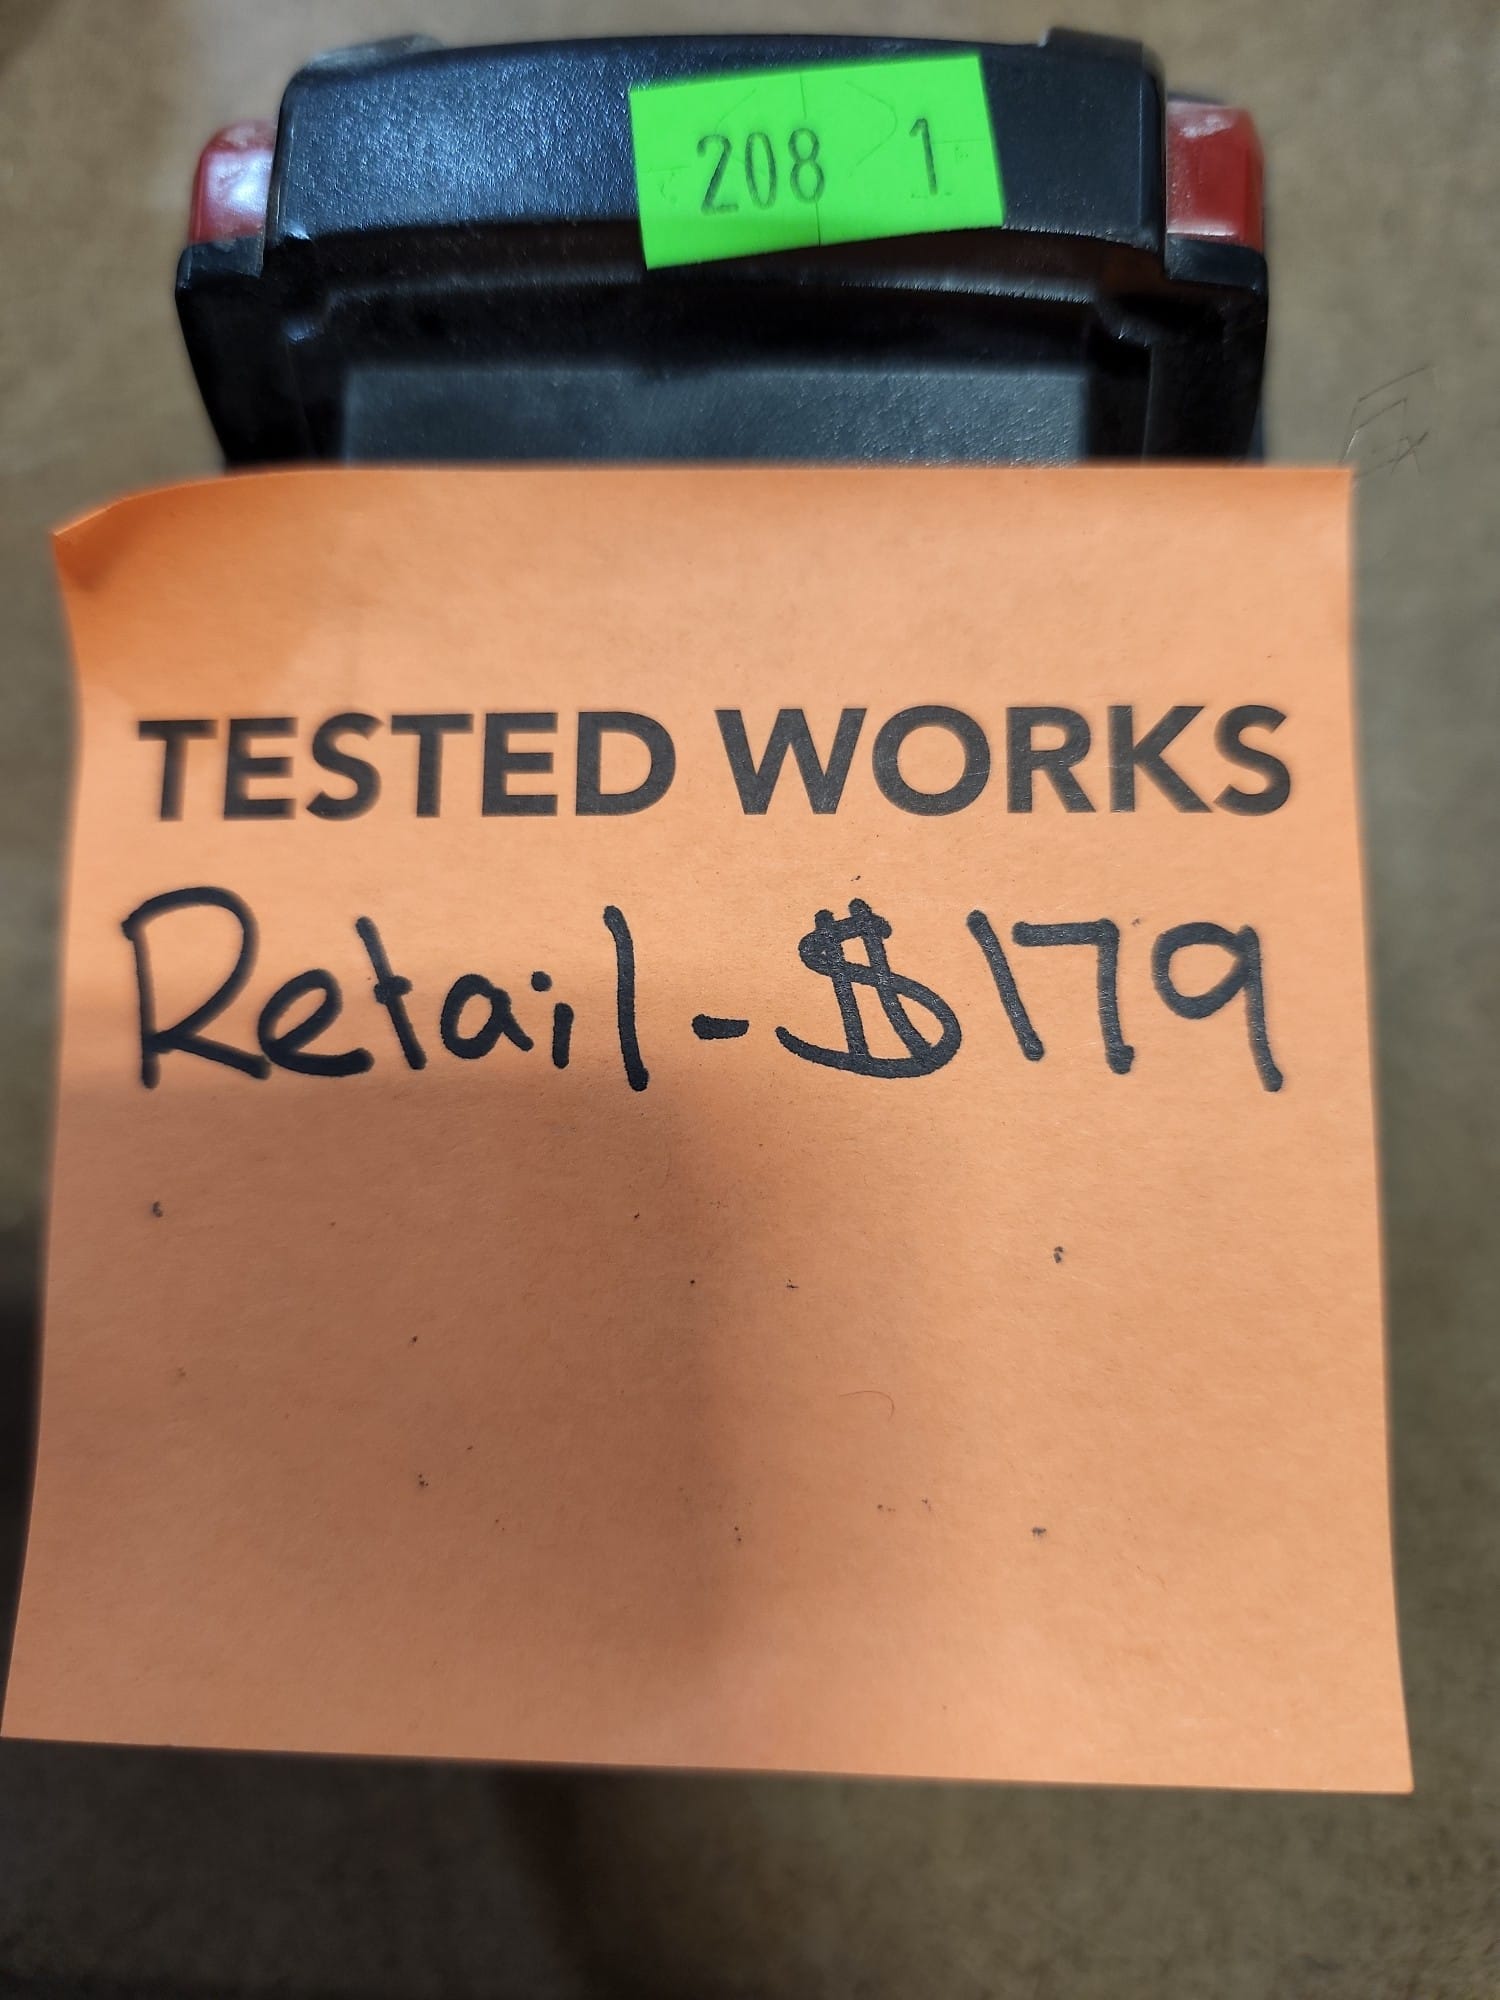 208 1
TESTED WORKS
Retail - $179